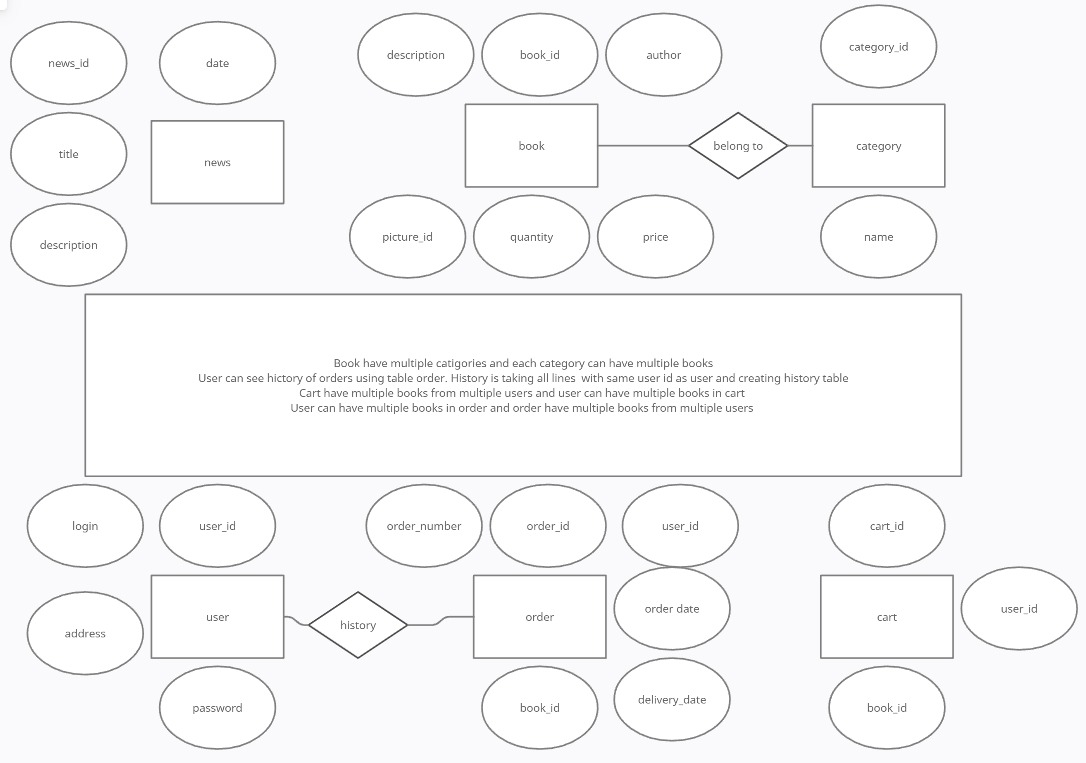 news_id
date
description
book_id
author
category_id
title
news
book
belong to
category
description
picture_id
quantity
price
name
Book have multiple catigories and each category can have multiple books
User can see hictory of orders using table order. History is taking all lines  with same user id as user and creating history table
Cart have multiple books from multiple users and user can have multiple books in cart
User can have multiple books in order and order have multiple books from multiple users
login
user_id
order_number
order_id
user_id
cart_id
address
user
history
order
order date
cart
user_id
password
book_id
delivery_date
book_id